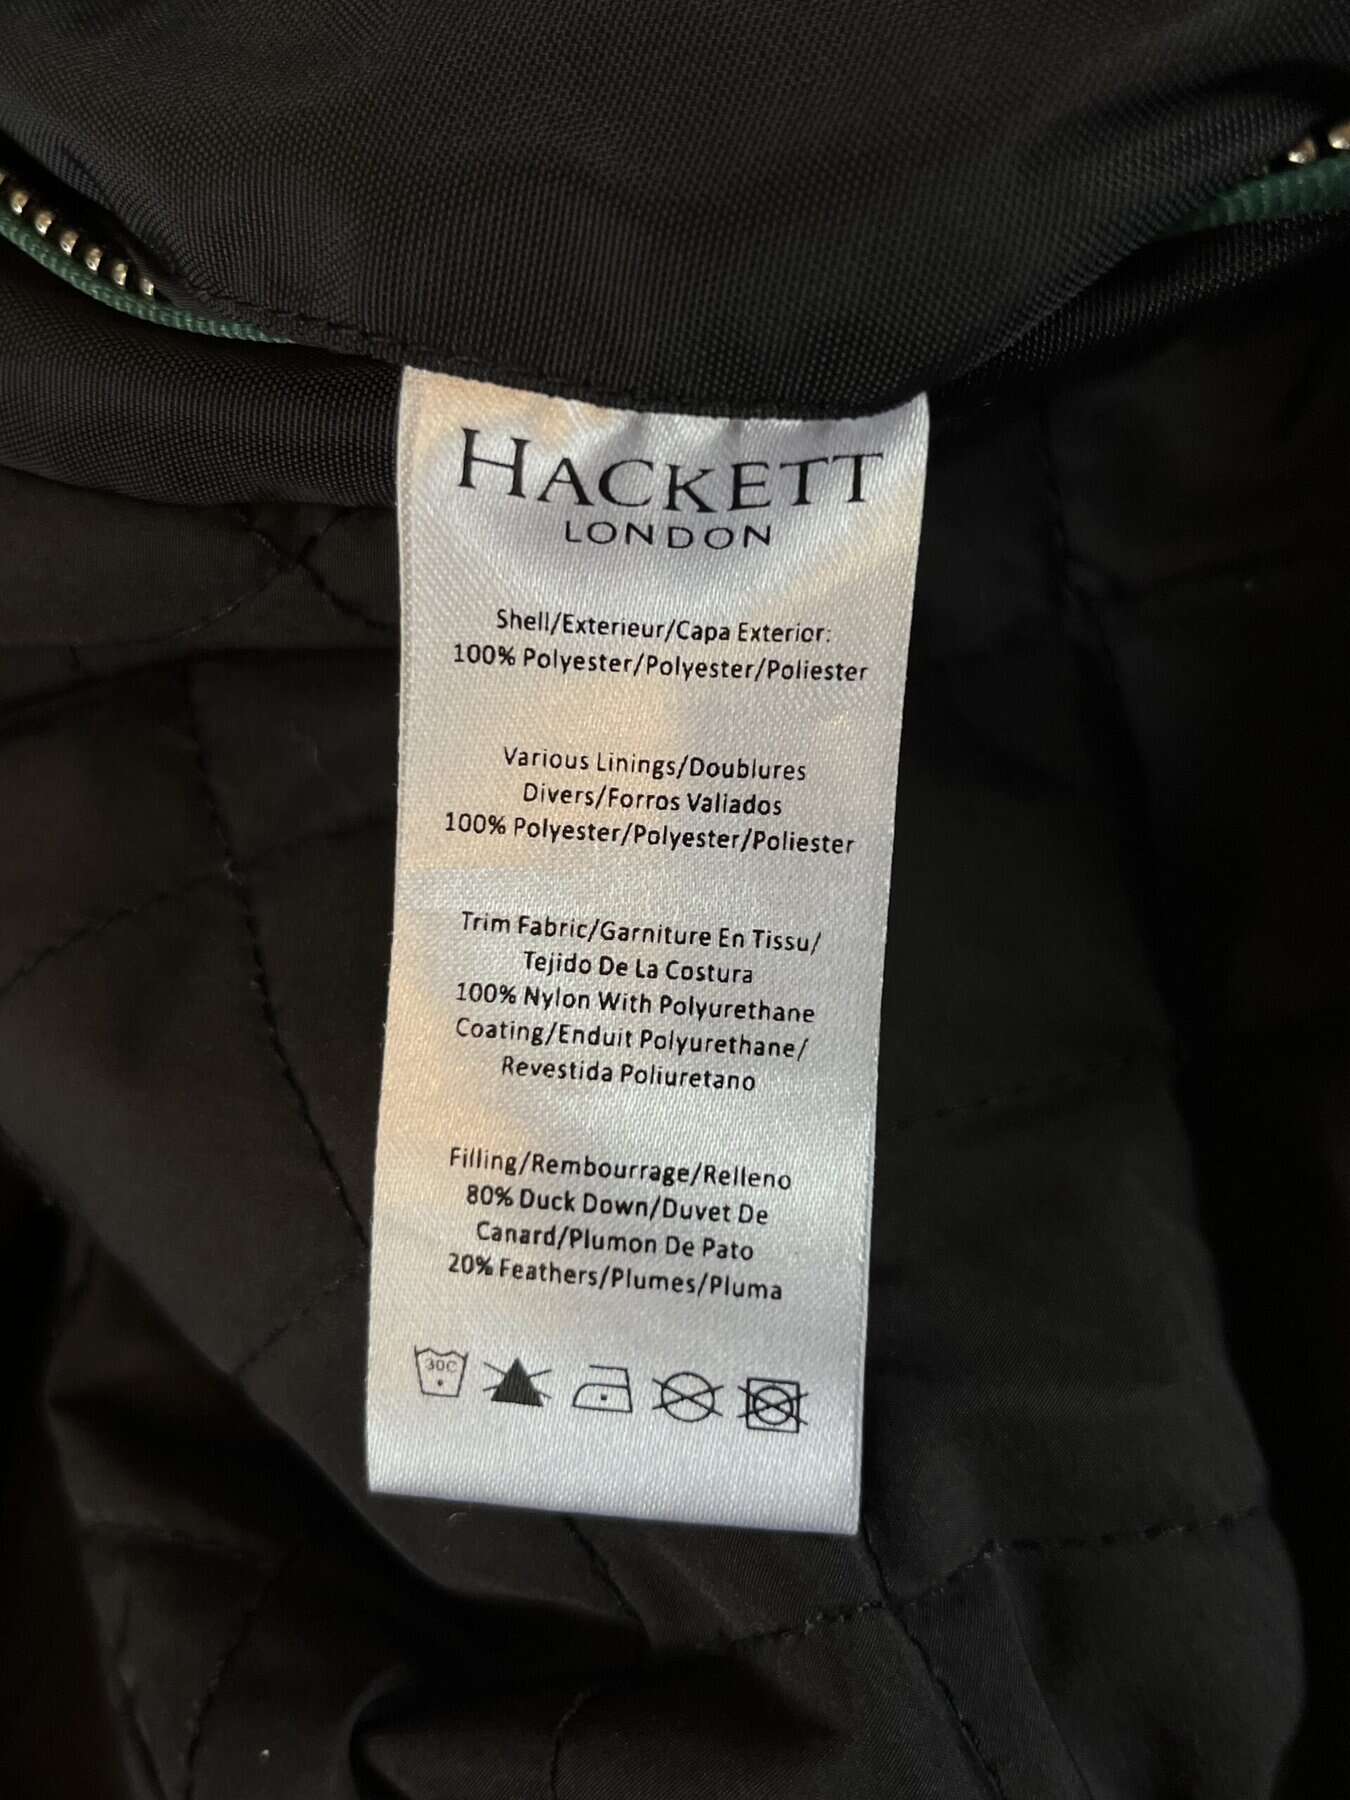 HACKETT
LONDON
Shell/Exterieur/Capa Exterior:
100% Polyester/Polyester/Poliester
Various Linings/Doublures
Divers/Forros Valiados
100% Polyester/Polyester/Poliester
Trim Fabric/Garniture En Tissu/
Tejido De La Costura
100% Nylon With Polyurethane
Coating/Enduit Polyurethane/
Revestida Poliuretano
Filling/Rembourrage/Relleno
80% Duck Down/Duvet De
Canard/Plumon De Pato
20% Feathers/Plumes/Pluma
30C